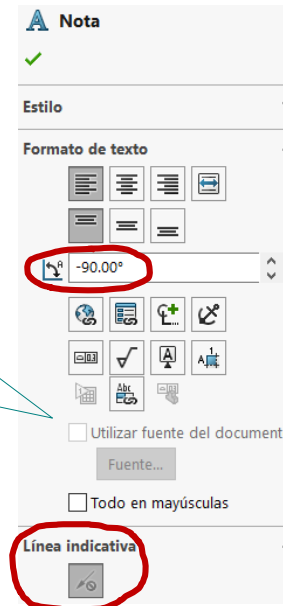 Nota
Estilo
Formato de texto
-90.00°
Utilizar fuente del document
Fuente...
Todo en mayúsculas
Línea indicativa